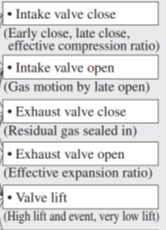 • Intake valve close
(Early close, late close,
effective compression ratio)
• Intake valve open
(Gas motion by late open)
• Exhaust valve close
(Residual gas sealed in)
• Exhaust valve open
(Effective expansion ratio)
• Valve lift
(High lift and event, very low lift)